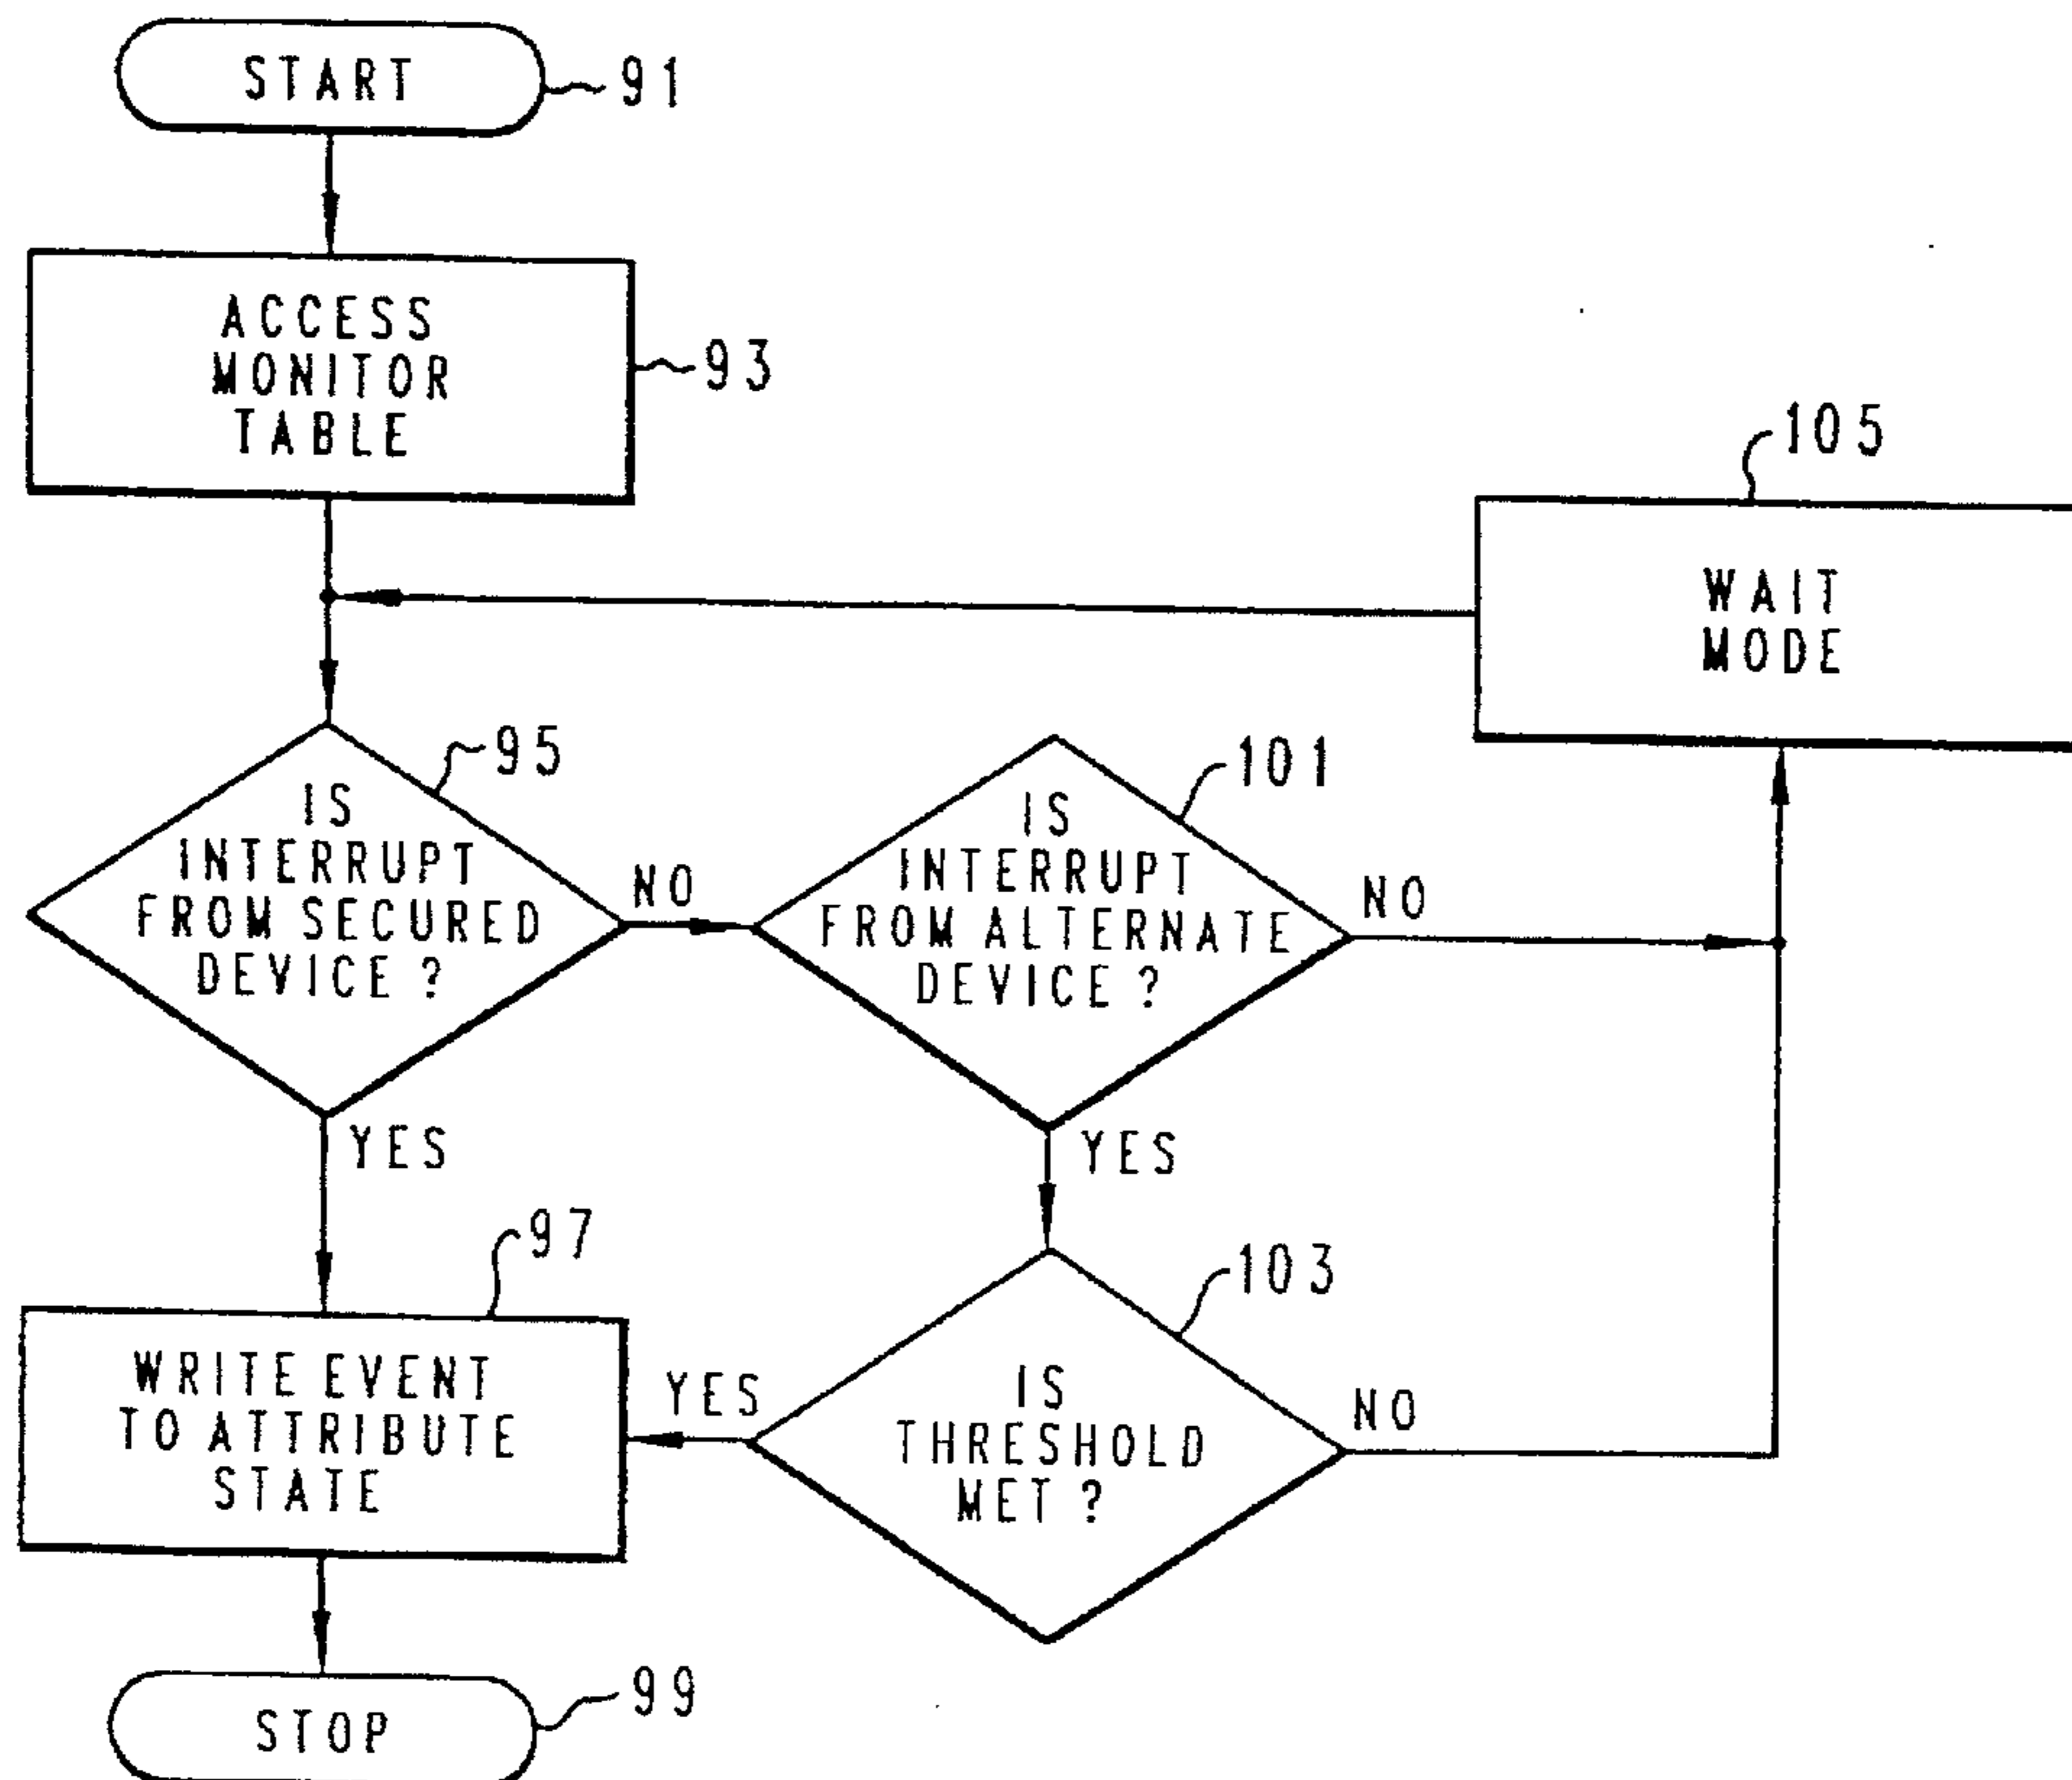 START
91
ACCESS
MONITOR
TABLE
93
105
WAIT
MODE
95
IS
INTERRUPT
FROM SECURED
DEVICE ?
NO
YES
101
IS
INTERRUPT
FROM ALTERNATE
DEVICE ?
NO
YES
97
WRITE EVENT
TO ATTRIBUTE
STATE
103
IS
THRESHOLD
MET ?
YES
NO
STOP
99